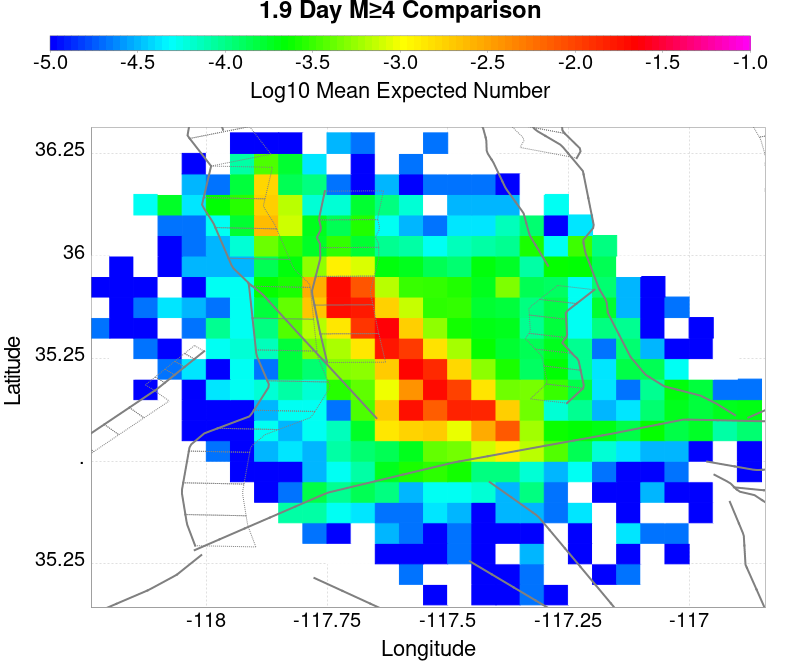 1.9 Day M≥4 Comparison
-5.0 -4.5 -4.0 -3.5 -3.0 -2.5 -2.0 -1.5 -1.0
Log10 Mean Expected Number
36.25
36
35.25
.
35.25
Latitude
-118 -117.75 -117.5 -117.25 -117
Longitude